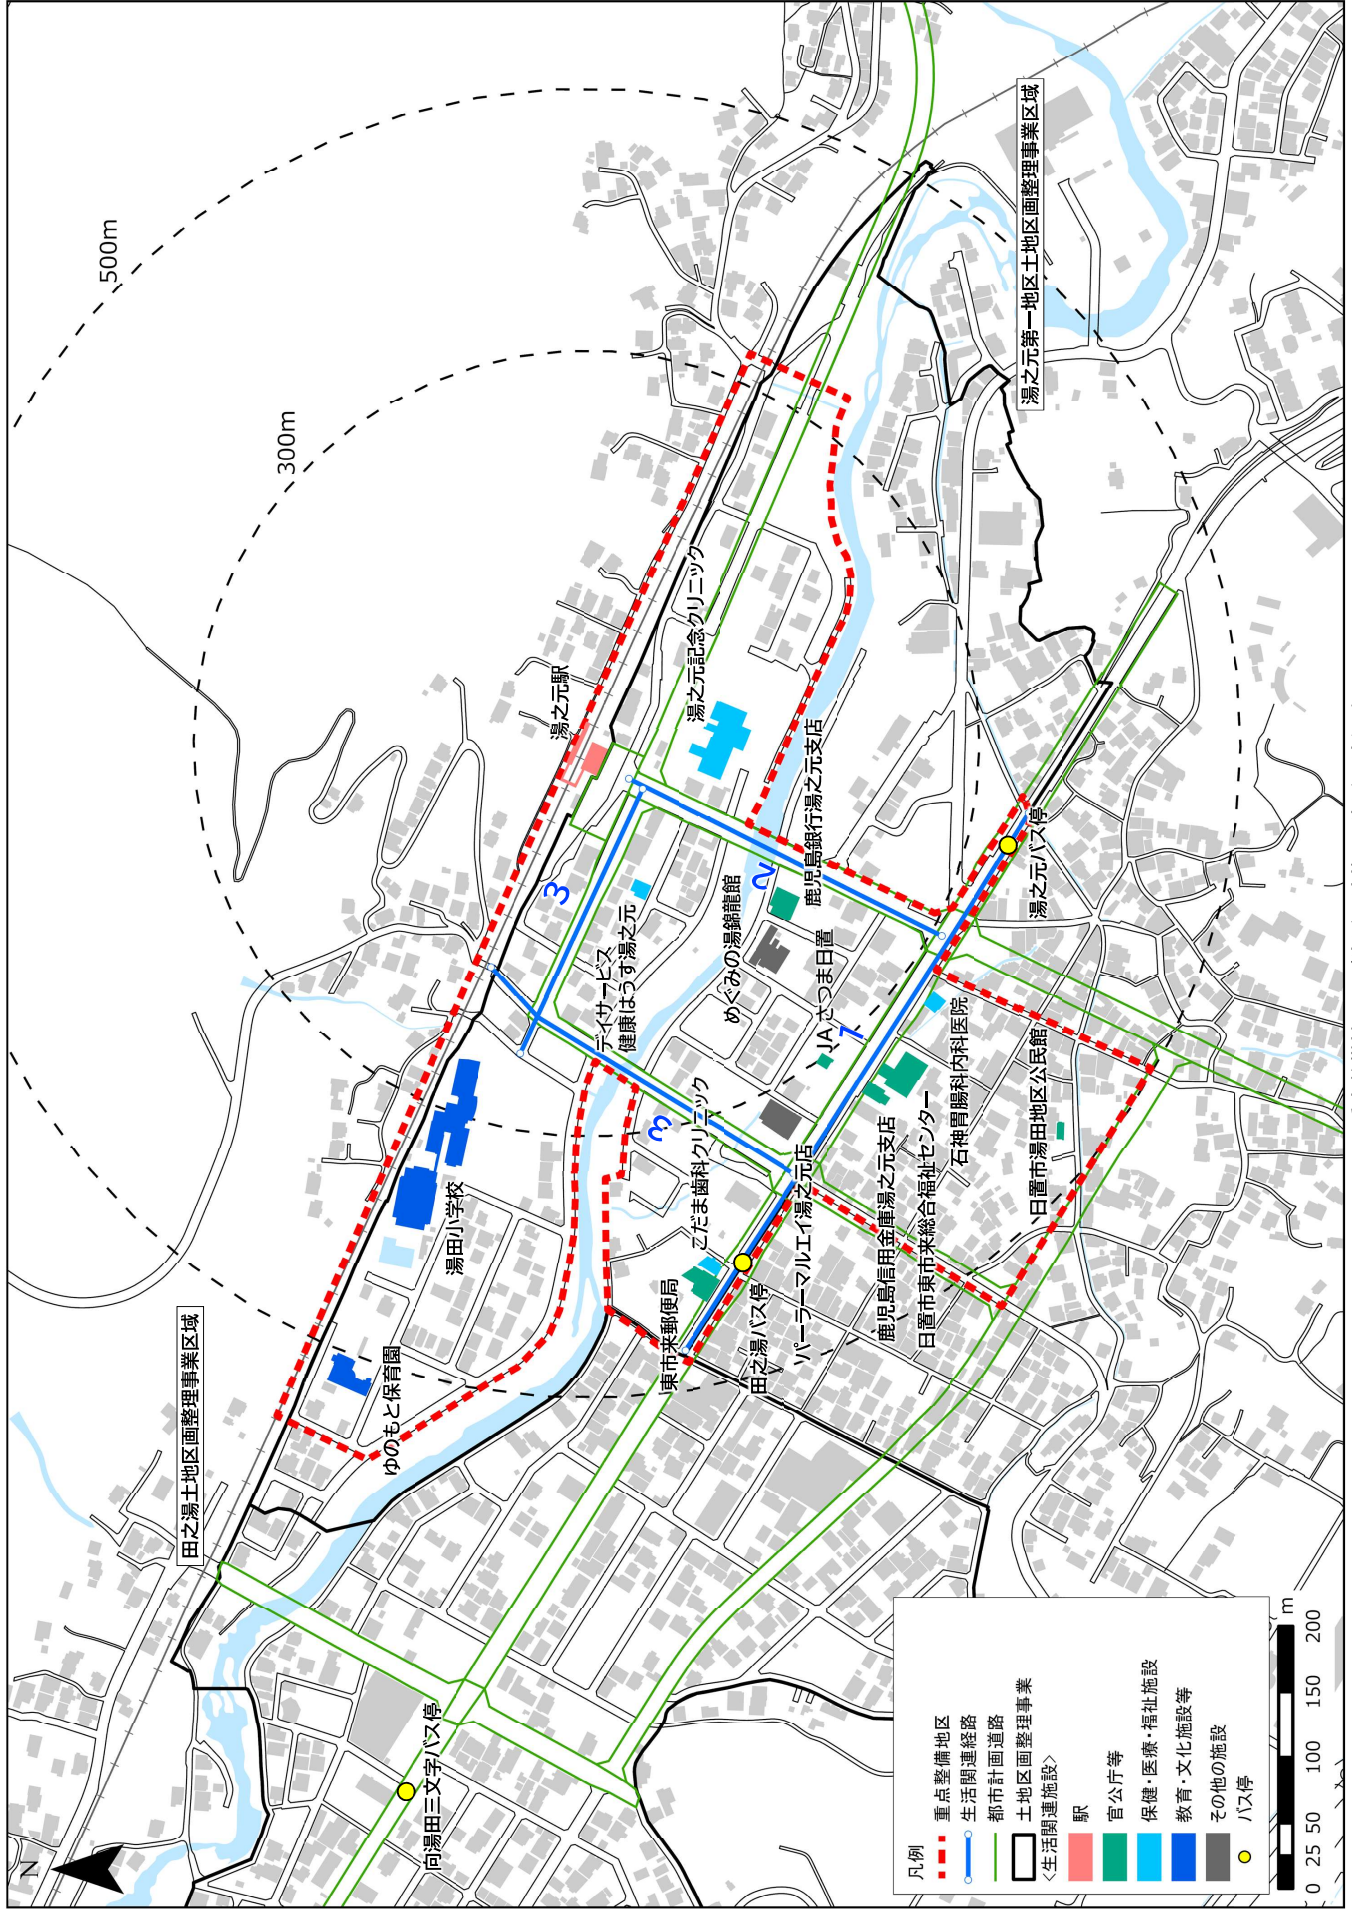 500m
300m
湯之元第一地区土地区画整理事業区域
湯之元駅
湯之元記念クリニック
鹿児島銀行湯之元支店
湯之元バス停
3
2
デイサービス
健康はうす湯之元
めぐみの湯錦龍館
JAさつま日置
1
石神胃腸科内科医院
日置市湯田地区公民館
3
こだま歯科クリニック
湯田小学校
パーラーマルエイ湯之元店
鹿児島信用金庫湯之元支店
日置市東市来総合福祉センター
東市来郵便局
田之湯バス停
ゆのもと保育園
田之湯土地区画整理事業区域
向湯田三文字バス停
N
凡例
重点整備地区
生活関連経路
都市計画道路
土地区画整理事業
<生活関連施設>
駅
官公庁等
保健・医療・福祉施設
教育・文化施設等
その他の施設
バス停
0 25 50 100 150 200
m